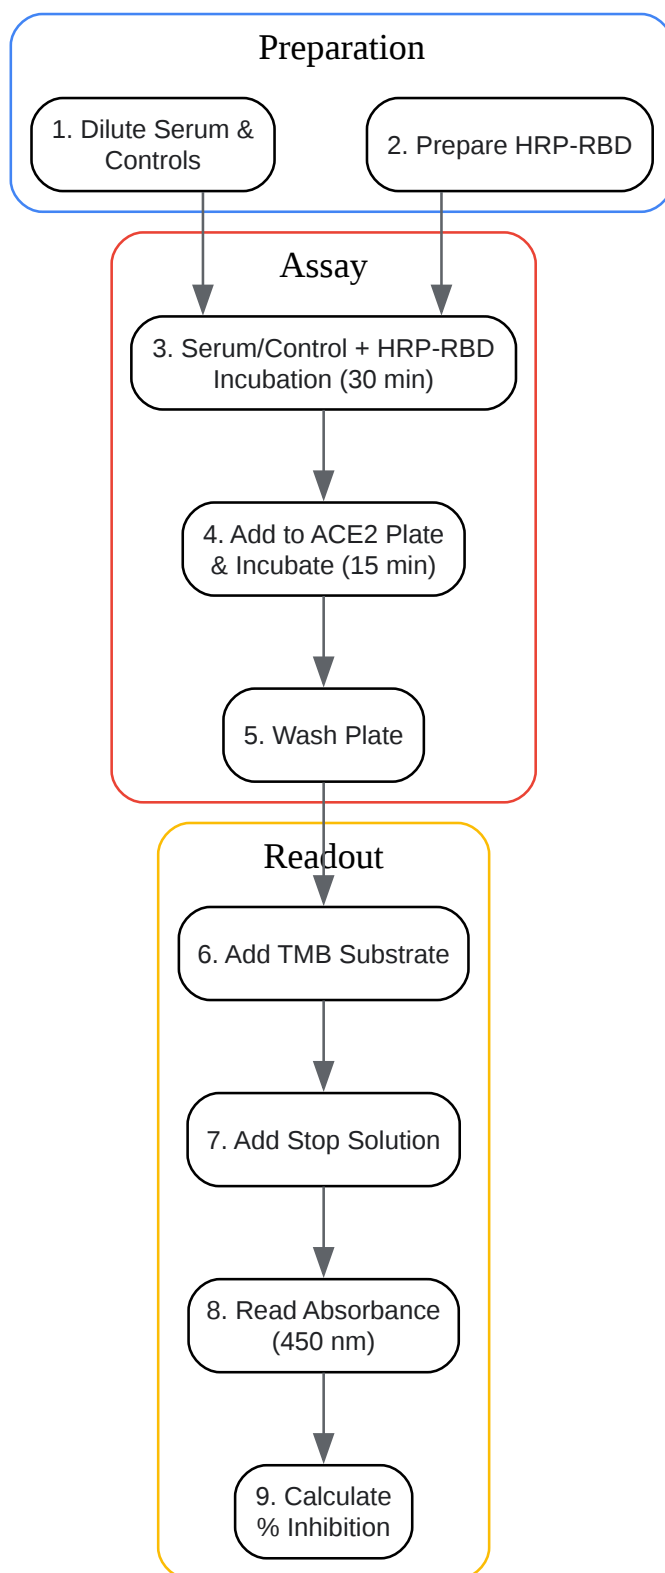 Preparation
1. Dilute Serum &
Controls
2. Prepare HRP-RBD
Assay
3. Serum/Control + HRP-RBD
Incubation (30 min)
4. Add to ACE2 Plate
& Incubate (15 min)
5. Wash Plate
Readout
6. Add TMB Substrate
7. Add Stop Solution
8. Read Absorbance
(450 nm)
9. Calculate
% Inhibition